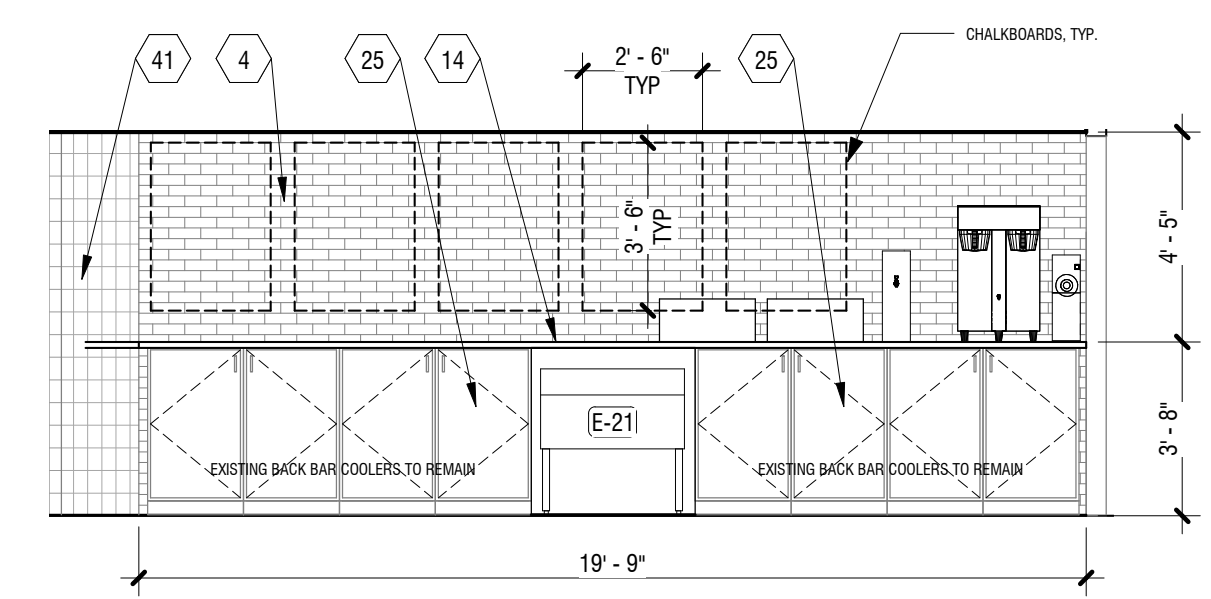 CHALKBOARDS, TYP.
41
4
25
14
2' - 6"
TYP
25
3' - 6"
TYP
4' - 5"
E-21
EXISTING BACK BAR COOLERS TO REMAIN
EXISTING BACK BAR COOLERS TO REMAIN
3' - 8"
19' - 9"